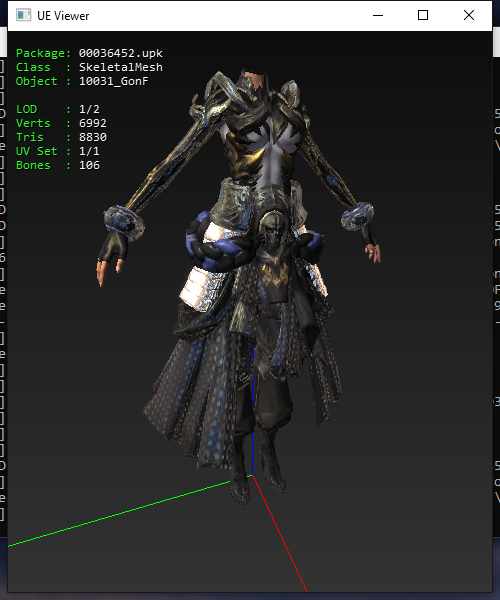 UE Viewer
Package: 00036452.upk
Class  : SkeletalMesh
Object : 10031_GonF
LOD    : 1/2
Verts  : 6992
Tris   : 8830
UV Set : 1/1
Bones  : 106